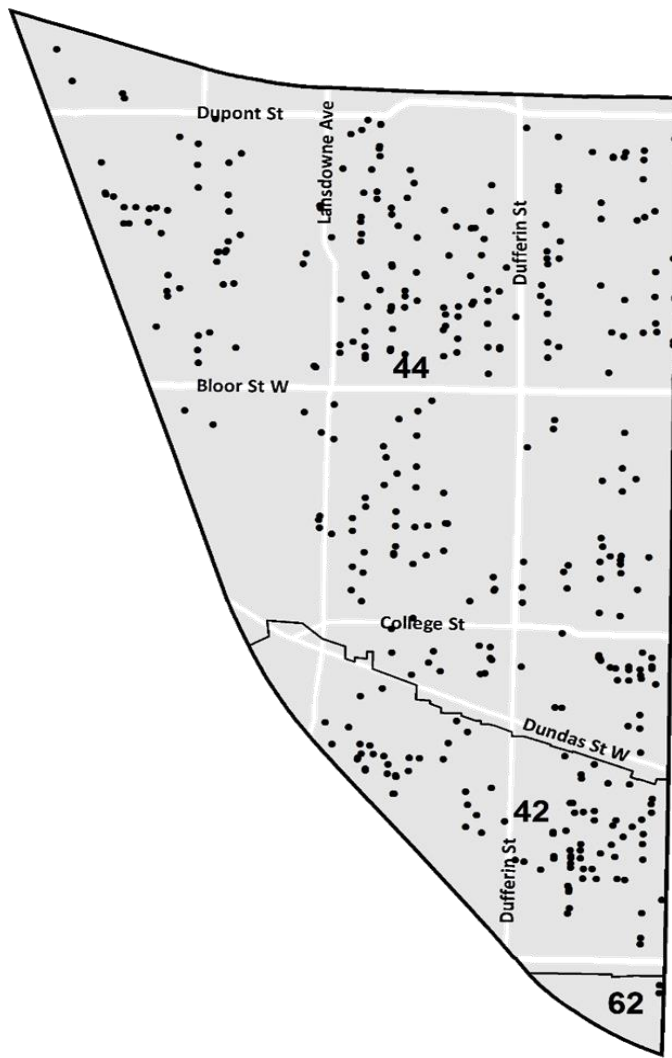 Dupont St
Lansdowne Ave
Dufferin St
44
Bloor St W
College St
Dundas St W
42
Dufferin St
62